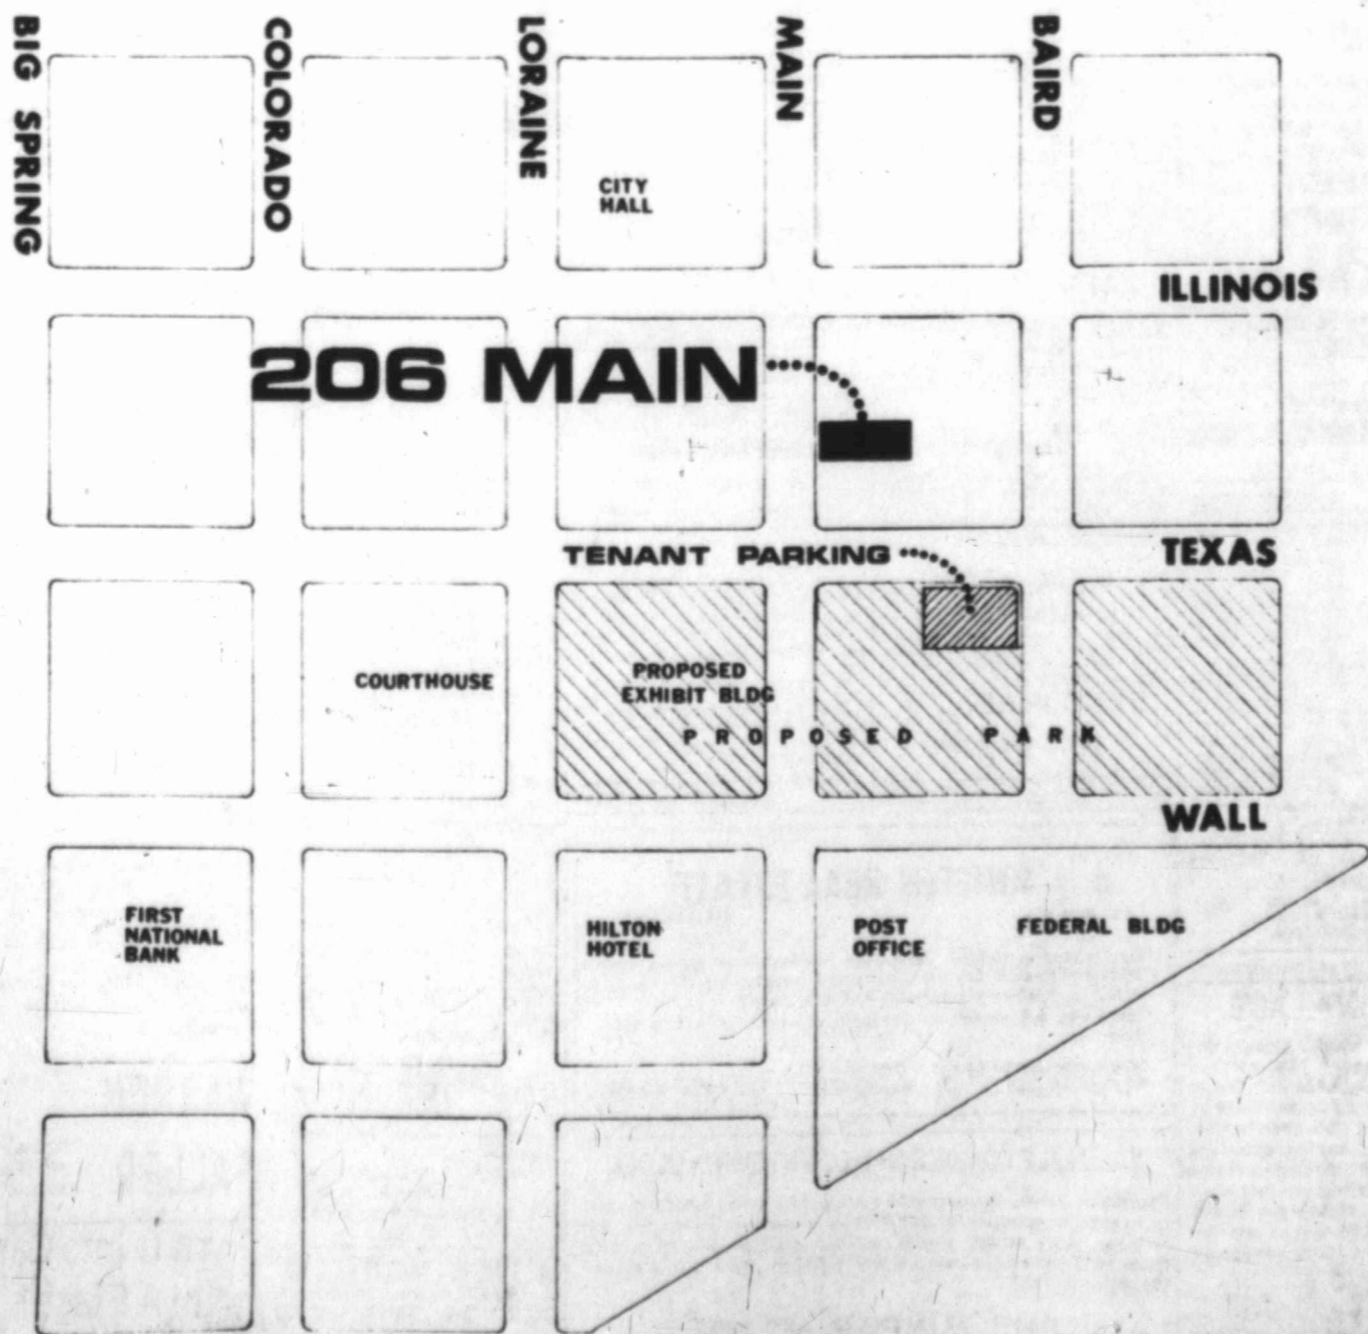 BIG SPRING
COLORADO
LORAINE
MAIN
BAIRD
CITY
HALL
ILLINOIS
206 MAIN
TENANT PARKING
TEXAS
COURTHOUSE
PROPOSED
EXHIBIT BLDG
PROPOSED PARK
WALL
FIRST
NATIONAL
BANK
HILTON
HOTEL
POST
OFFICE
FEDERAL BLDG